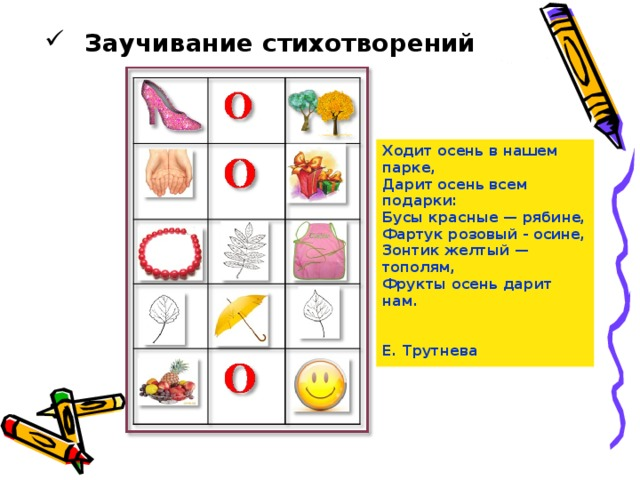 Заучивание стихотворений
О
О
О
Ходит осень в нашем
парке,
Дарит осень всем
подарки:
Бусы красные — рябине,
Фартук розовый - осине,
Зонтик желтый —
тополям,
Фрукты осень дарит
нам.
Е. Трутнева